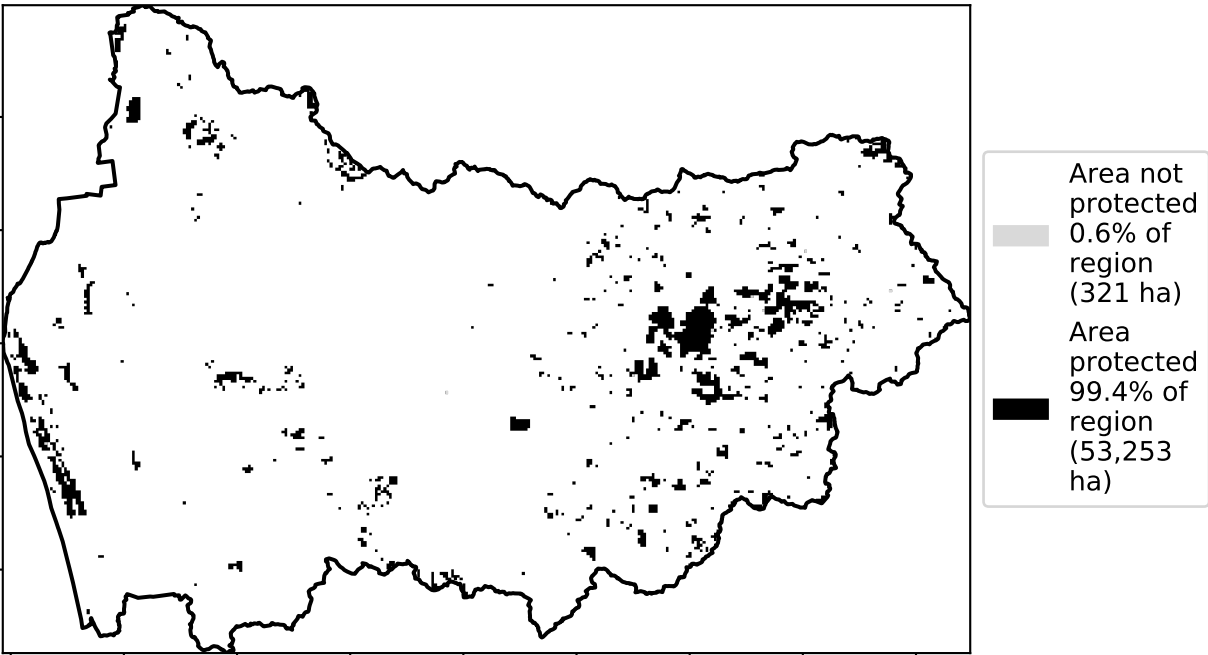 Area not
protected
0.6% of
region
(321 ha)
Area
protected
99.4% of
region
(53,253
ha)